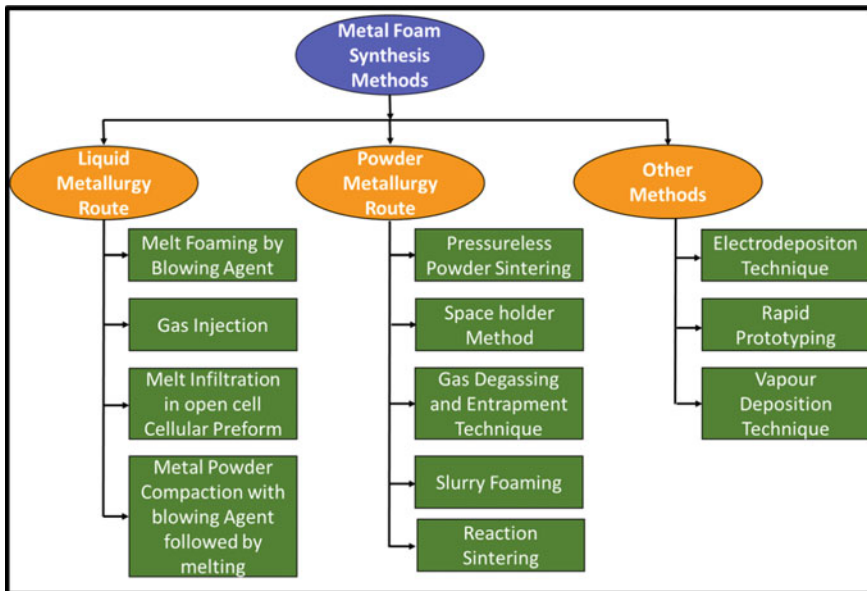 Metal Foam
Synthesis
Methods
Liquid
Metallurgy
Route
Powder
Metallurgy
Route
Other
Methods
Melt Foaming by
Blowing Agent
Gas Injection
Melt Infiltration
in open cell
Cellular Preform
Metal Powder
Compaction with
blowing Agent
followed by
melting
Pressureless
Powder Sintering
Space holder
Method
Gas Degassing
and Entrapment
Technique
Slurry Foaming
Reaction
Sintering
Electrodepositon
Technique
Rapid
Prototyping
Vapour
Deposition
Technique